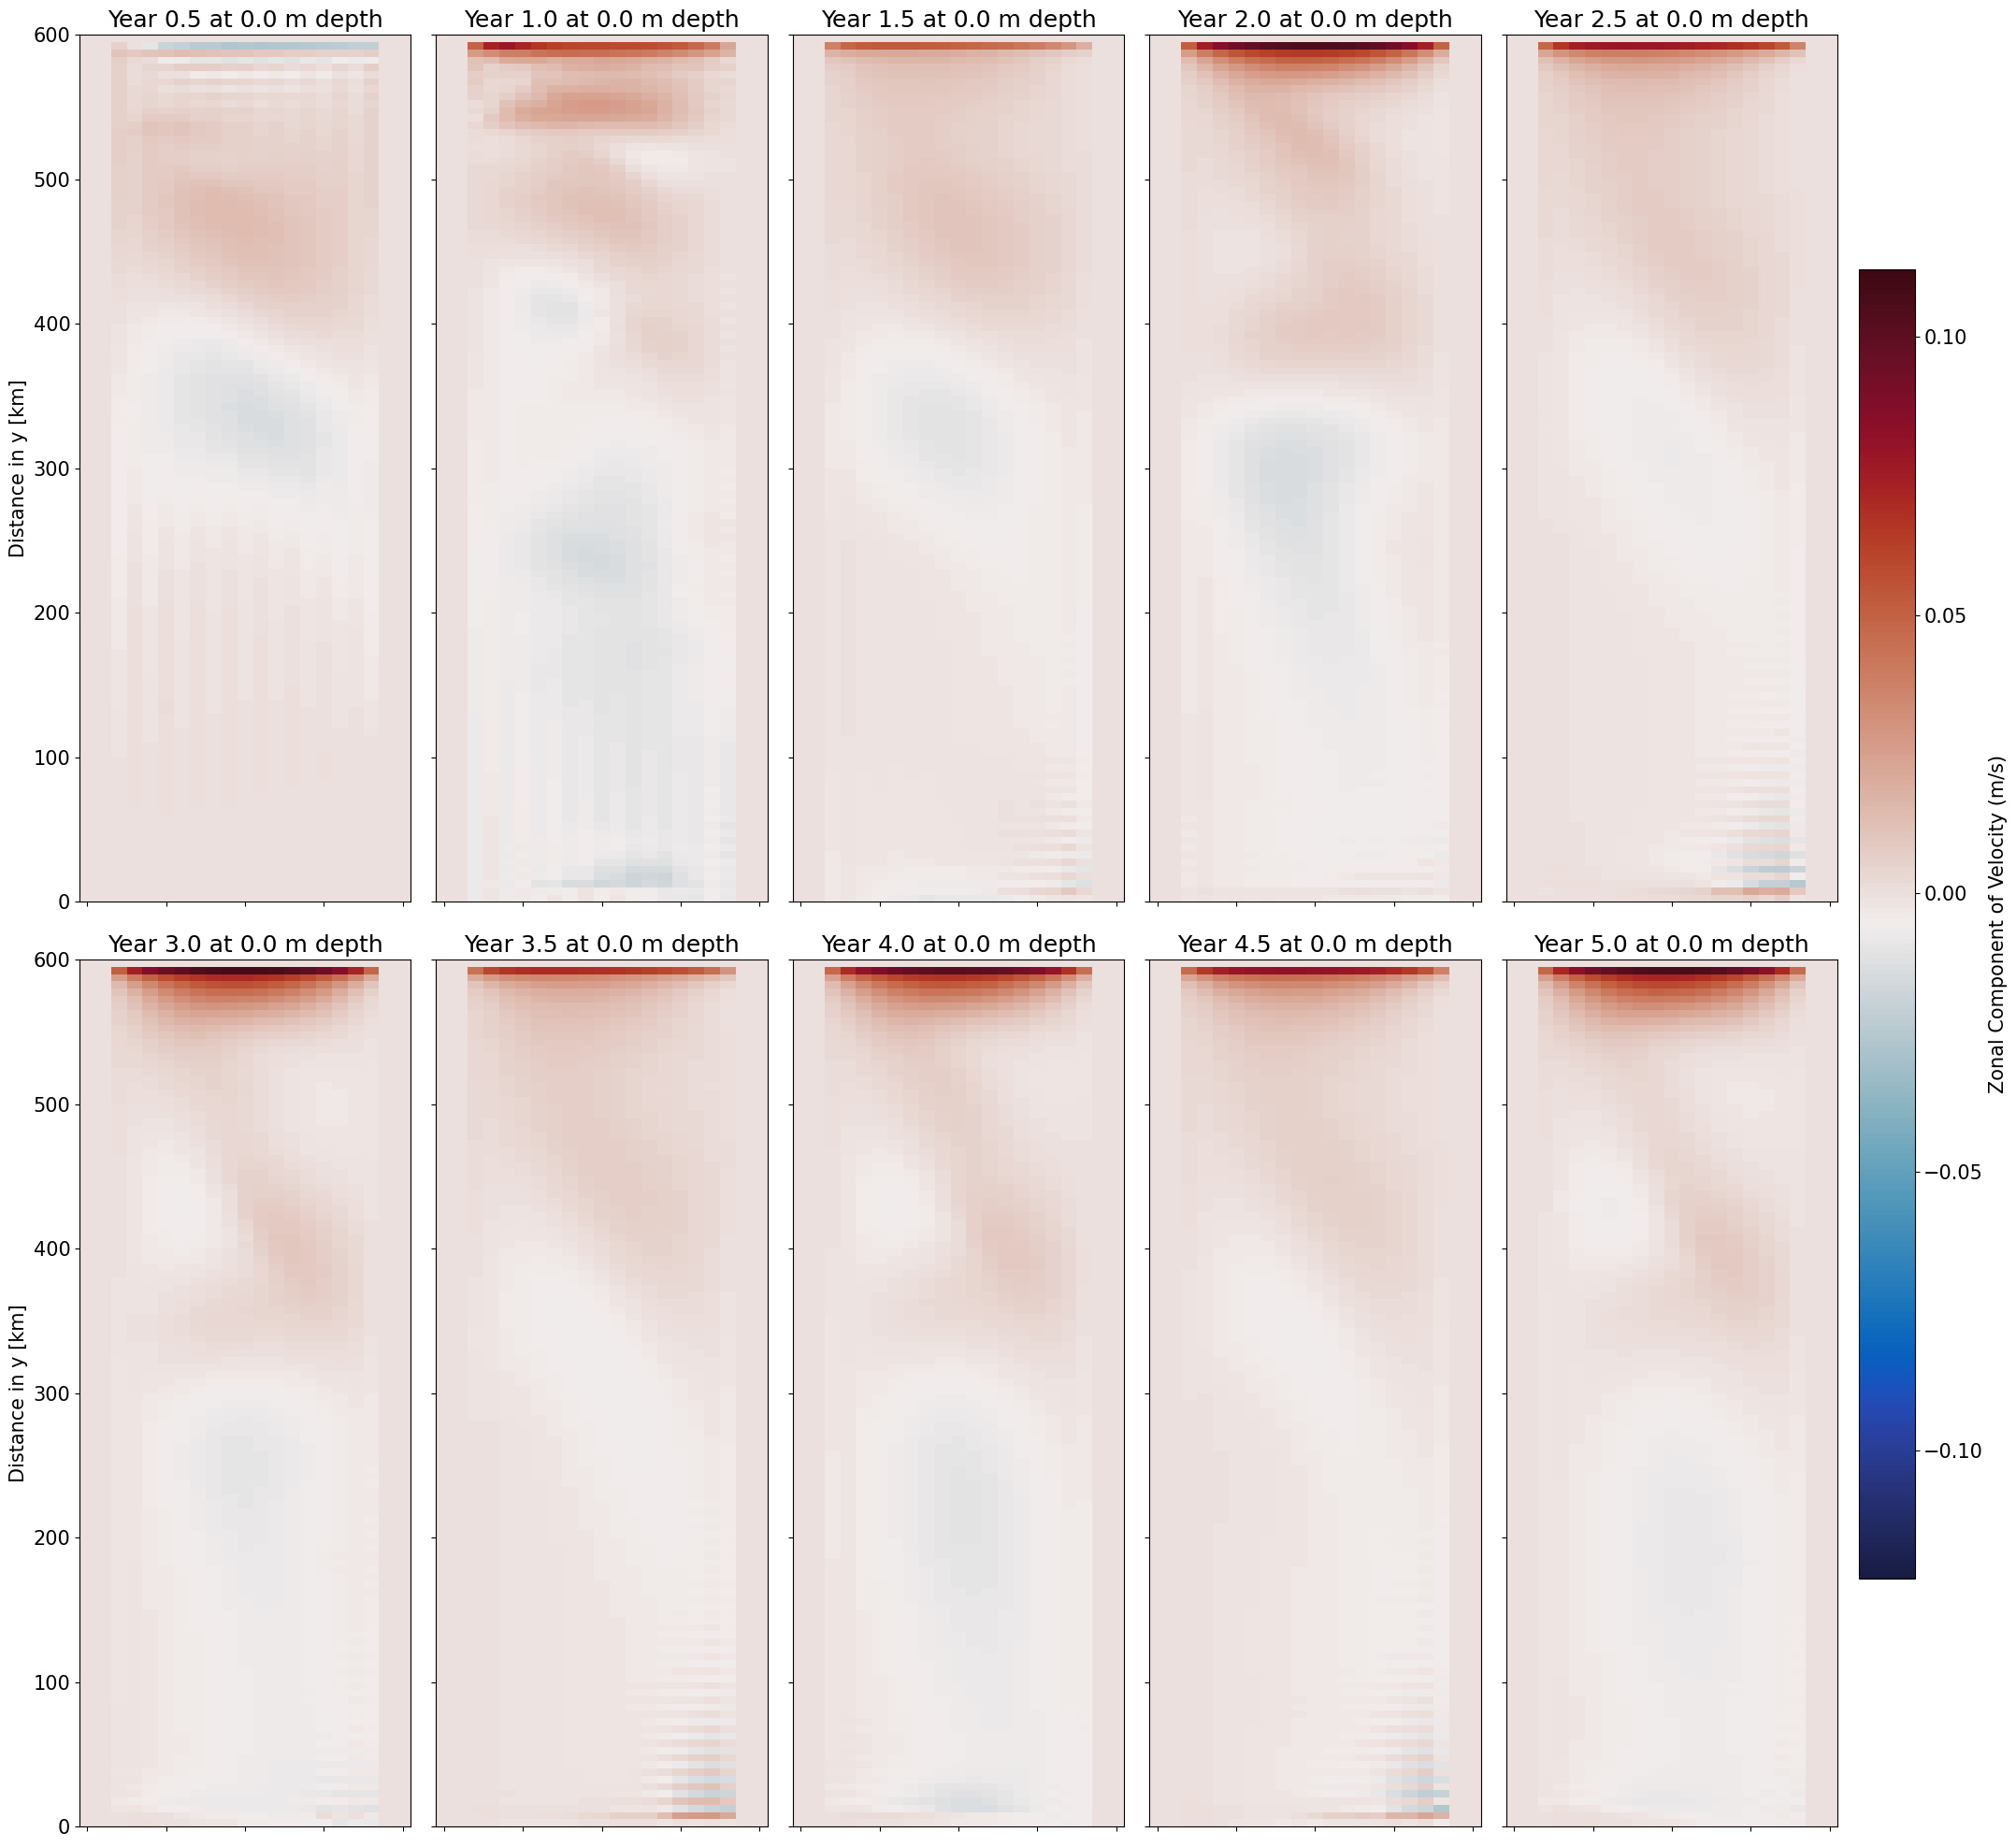 Year 0.5 at 0.0 m depth
Year 1.0 at 0.0 m depth
Year 1.5 at 0.0 m depth
Year 2.0 at 0.0 m depth
Year 2.5 at 0.0 m depth
600
500
400
300
200
100
0
Distance in y [km]
Year 3.0 at 0.0 m depth
Year 3.5 at 0.0 m depth
Year 4.0 at 0.0 m depth
Year 4.5 at 0.0 m depth
Year 5.0 at 0.0 m depth
600
500
400
300
200
100
0
Distance in y [km]
0.10
0.05
0.00
−0.05
−0.10
Zonal Component of Velocity (m/s)